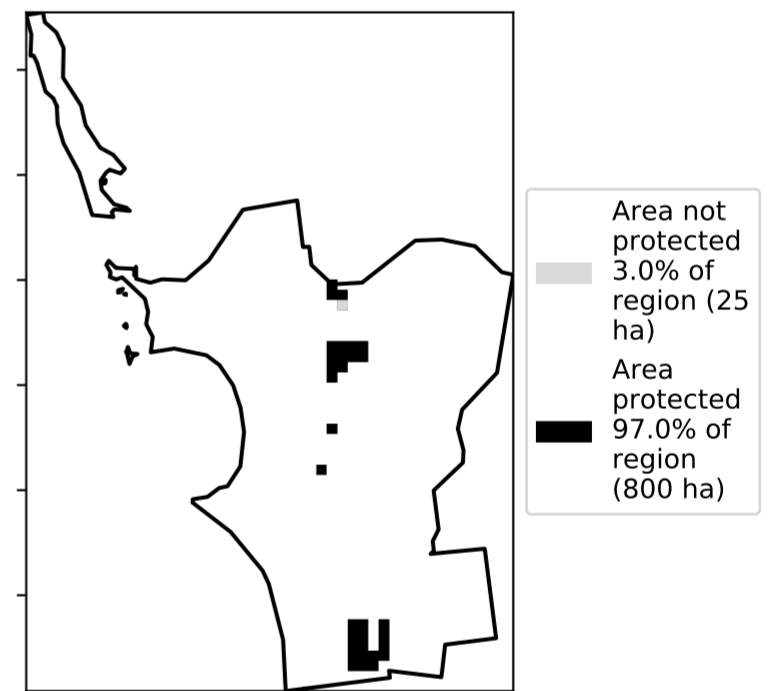 Area not
protected
3.0% of
region (25
ha)
Area
protected
97.0% of
region
(800 ha)